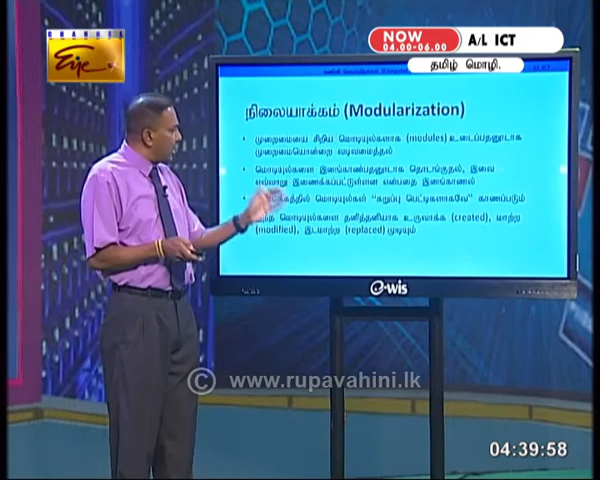 CHANNEL
Eye
NOW
04.00-06.00
A/L ICT
தமிழ் மொழி.
நிலையாக்கம் (Modularization)
• முறைமையை சிறிய மொடியுல்களாக (modules) உடைப்பதனூடாக
முறைமையொன்றை வடிவமைத்தல்
• மொடியுல்களை இனங்காண்பதனூடாக தொடங்குதல், இவை
எவ்வாறு இணைக்கப்பட்டுள்ளன என்பதை இனங்காணல்
மொடியுல்கள் “கறுப்பு பெட்டிகளாகவே” காணப்படும்
மொடியுல்களை தனித்தனியாக உருவாக்க (created), மாற்ற
(modified), இடமாற்ற (replaced) முடியும்
e-wis
© www.rupavahini.lk
04:39:58